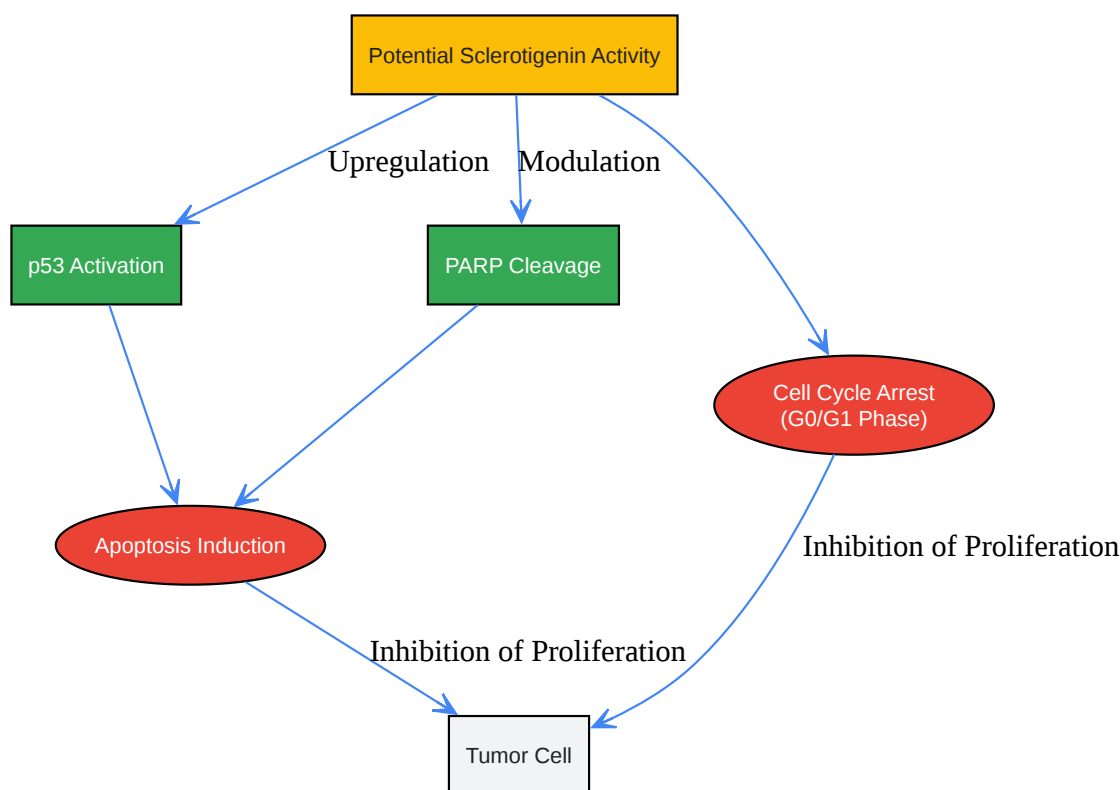 Potential Sclerotigenin Activity
Upregulation
Modulation
p53 Activation
PARP Cleavage
Cell Cycle Arrest
(G0/G1 Phase)
Apoptosis Induction
Inhibition of Proliferation
Inhibition of Proliferation
Tumor Cell